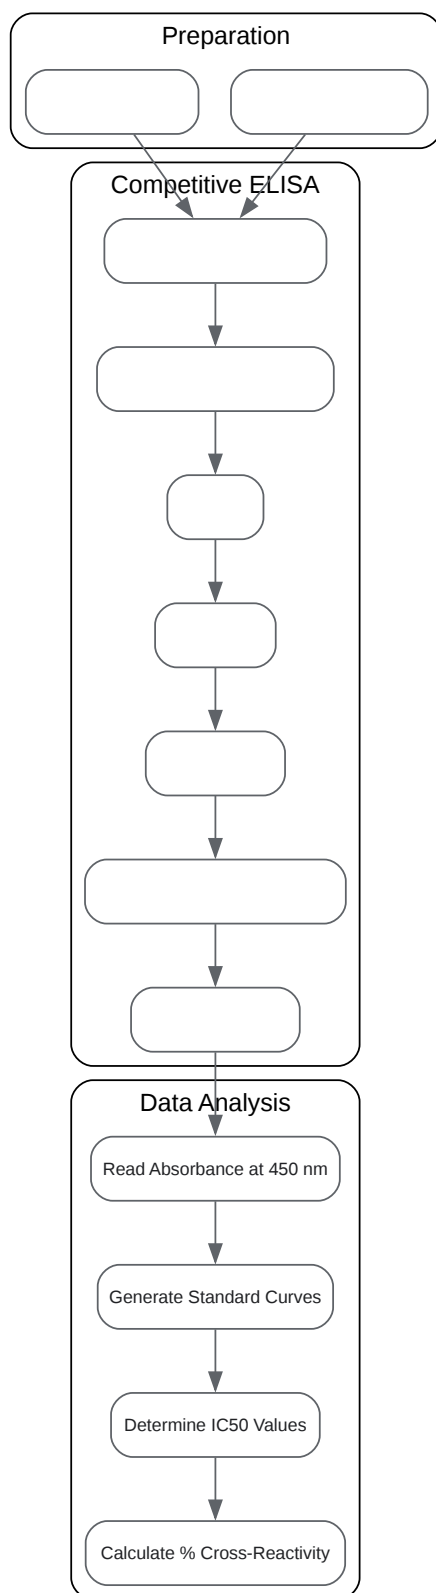 Preparation
Competitive ELISA
Data Analysis
Read Absorbance at 450 nm
Generate Standard Curves
Determine IC50 Values
Calculate % Cross-Reactivity